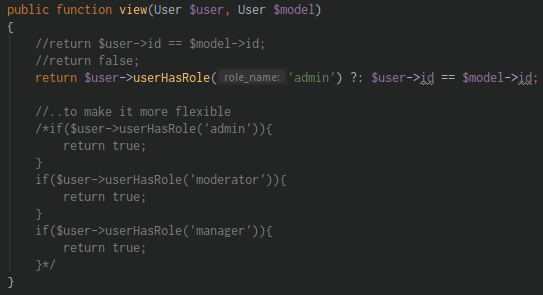 public function view(User $user, User $model)
{
    //return $user->id == $model->id;
    //return false;
    return $user->userHasRole( role_name: 'admin') ?: $user->id == $model->id;

    //..to make it more flexible
    /*if($user->userHasRole('admin')){
        return true;
    }
    if($user->userHasRole('moderator')){
        return true;
    }
    if($user->userHasRole('manager')){
        return true;
    }*/
}